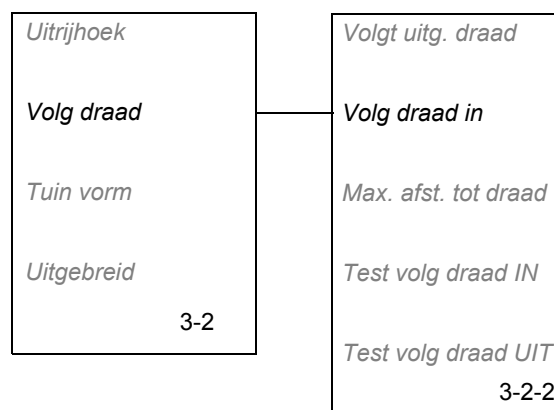 Uitrijhoek
Volg draad
Tuin vorm
Uitgebreid
3-2
Volgt uitg. draad
Volg draad in
Max. afst. tot draad
Test volg draad IN
Test volg draad UIT
3-2-2